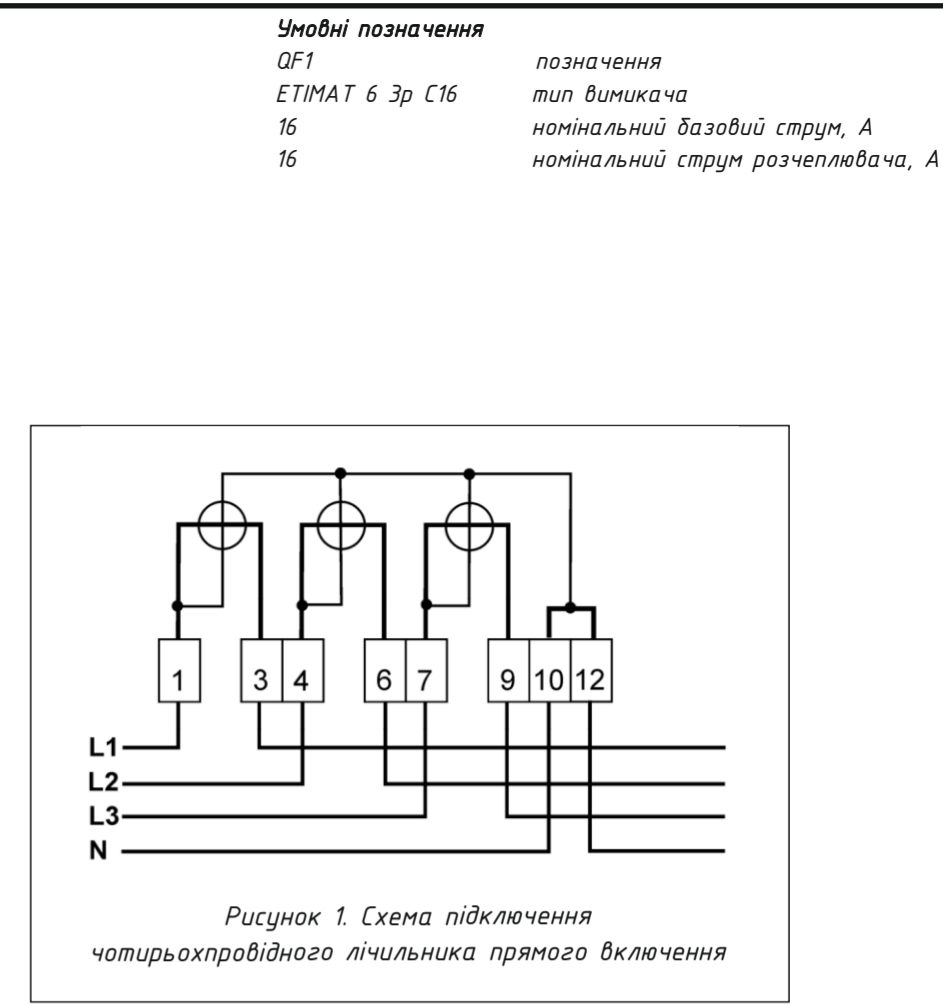 Умовні позначення
QF1 позначення
ETIMAT 6 3p C16 тип вимикача
16 номінальний базовий струм, А
16 номінальний струм розчеплювача, А
1 3 4 6 7 9 10 12
L1
L2
L3
N
Рисунок 1. Схема підключення
чотирьохпровідного лічильника прямого включення